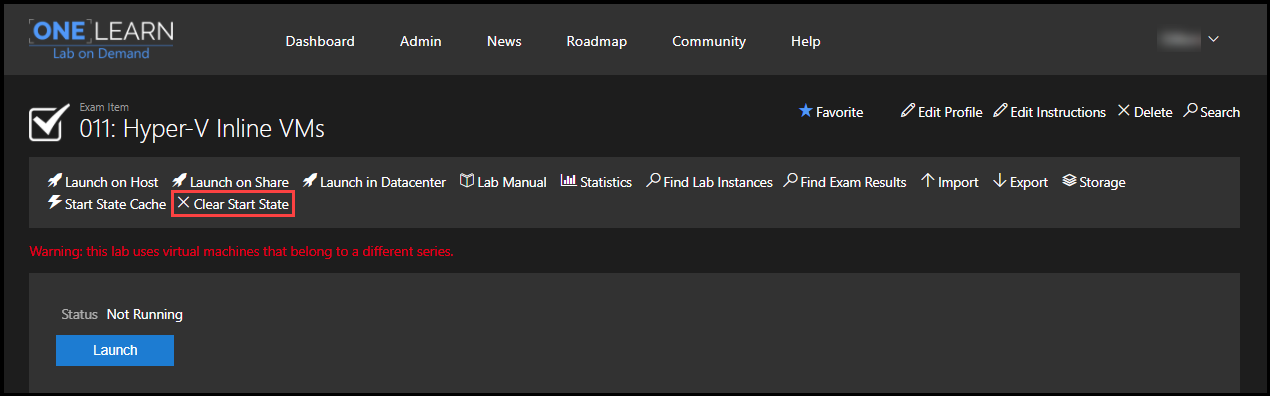 ONE LEARN
Lab on Demand
Dashboard Admin News Roadmap Community Help
Exam Item
011: Hyper-V Inline VMs
Favorite Edit Profile Edit Instructions Delete Search
Launch on Host Launch on Share Launch in Datacenter Lab Manual Statistics Find Lab Instances Find Exam Results Import Export Storage
Start State Cache Clear Start State
Warning: this lab uses virtual machines that belong to a different series.
Status Not Running
Launch